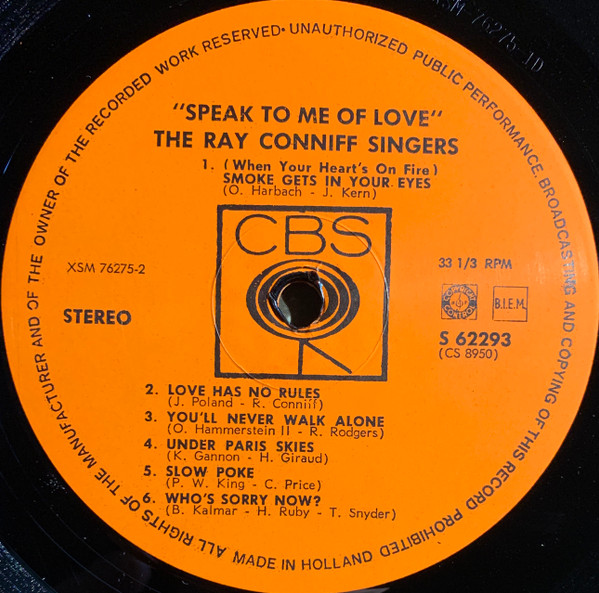 ALL RIGHTS OF THE MANUFACTURER AND OF THE OWNER OF THE RECORDED WORK RESERVED • UNAUTHORIZED PUBLIC PERFORMANCE, BROADCASTING AND COPYING OF THIS RECORD PROHIBITED
XSM 76275-1D
"SPEAK TO ME OF LOVE"
THE RAY CONNIFF SINGERS
1. (When Your Heart's On Fire)
SMOKE GETS IN YOUR EYES
(O. Harbach - J. Kern)
CBS
XSM 76275-2
33 1/3 RPM
STEREO
B.I.E.M.
S 62293
(CS 8950)
2. LOVE HAS NO RULES
(J. Poland - R. Conniff)
3. YOU'LL NEVER WALK ALONE
(O. Hammerstein II - R. Rodgers)
4. UNDER PARIS SKIES
(K. Gannon - H. Giraud)
5. SLOW POKE
(P. W. King - C. Price)
6. WHO'S SORRY NOW?
(B. Kalmar - H. Ruby - T. Snyder)
MADE IN HOLLAND